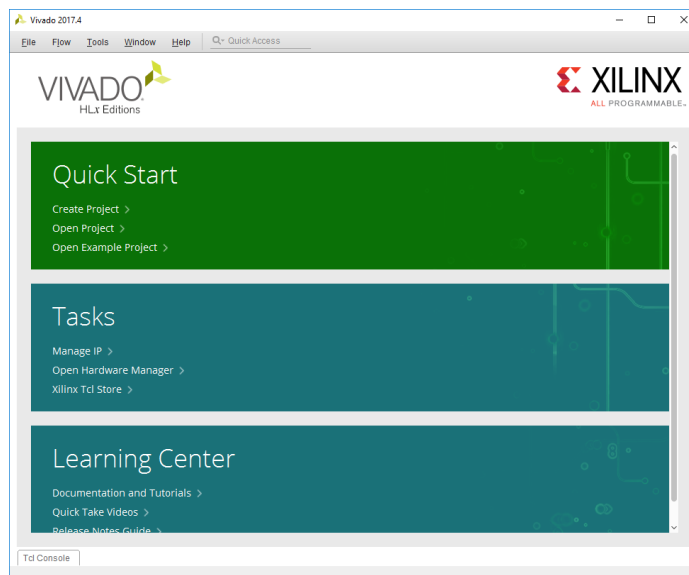 Vivado 2017.4
File Flow Tools Window Help Quick Access
VIVADO.
HLx Editions
XILINX
ALL PROGRAMMABLE™
Quick Start
Create Project >
Open Project >
Open Example Project >
Tasks
Manage IP >
Open Hardware Manager >
Xilinx Tcl Store >
Learning Center
Documentation and Tutorials >
Quick Take Videos >
Release Notes Guide >
Tcl Console